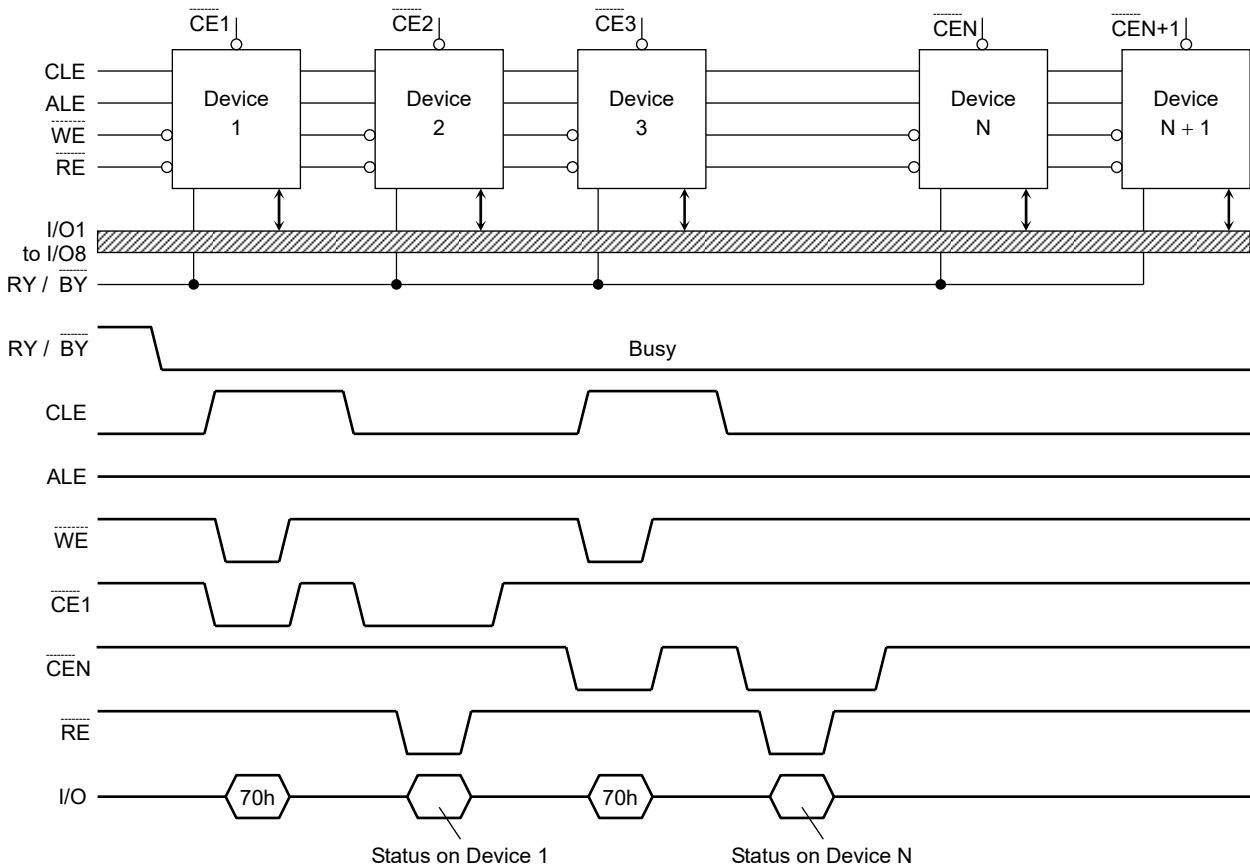 CE1 CE2 CE3 CEN CEN+1
CLE
ALE
WE
RE
Device 1
Device 2
Device 3
Device N
Device N + 1
I/O1
to I/O8
RY / BY
RY / BY
Busy
CLE
ALE
WE
CE1
CEN
RE
I/O
70h
70h
Status on Device 1
Status on Device N